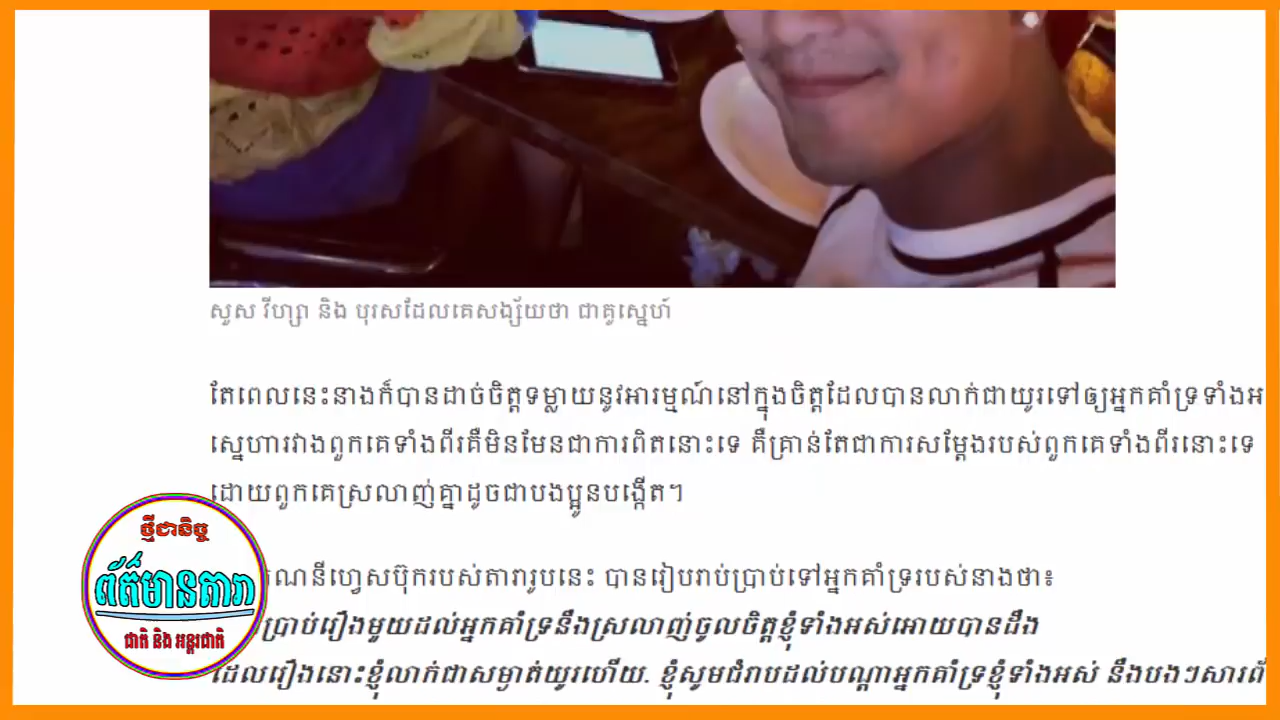 សួស វីហ្សា និង បុរសដែលគេសង្ស័យថា ជាគូស្នេហ៍
តែពេលនេះនាងក៏បានដាច់ចិត្តទម្លាយនូវអារម្មណ៍នៅក្នុងចិត្តដែលបានលាក់ជាយូរទៅឲ្យអ្នកគាំទ្រទាំងអ
ស្នេហារវាងពួកគេទាំងពីរគឺមិនមែនជាការពិតនោះទេ គឺគ្រាន់តែជាការសម្ដែងរបស់ពួកគេទាំងពីរនោះទេ
ដោយពួកគេស្រលាញ់គ្នាដូចជាបងប្អូនបង្កើត។
ណនីហ្វេសប៊ុករបស់តារារូបនេះ បានរៀបរាប់ប្រាប់ទៅអ្នកគាំទ្ររបស់នាងថា៖
ប្រាប់រឿងមួយដល់អ្នកគាំទ្រនឹងស្រលាញ់ចូលចិត្តខ្ញុំទាំងអស់អោយបានដឹង
ដែលរឿងនោះខ្ញុំលាក់ជាសម្ងាត់យូរហើយ. ខ្ញុំសូមជំរាបដល់បណ្ដាអ្នកគាំទ្រខ្ញុំទាំងអស់ នឹងបងៗសារព័
ថ្មីជានិច្ច
ព័ត៌មានតារា
ជាតិ និង អន្តរជាតិ